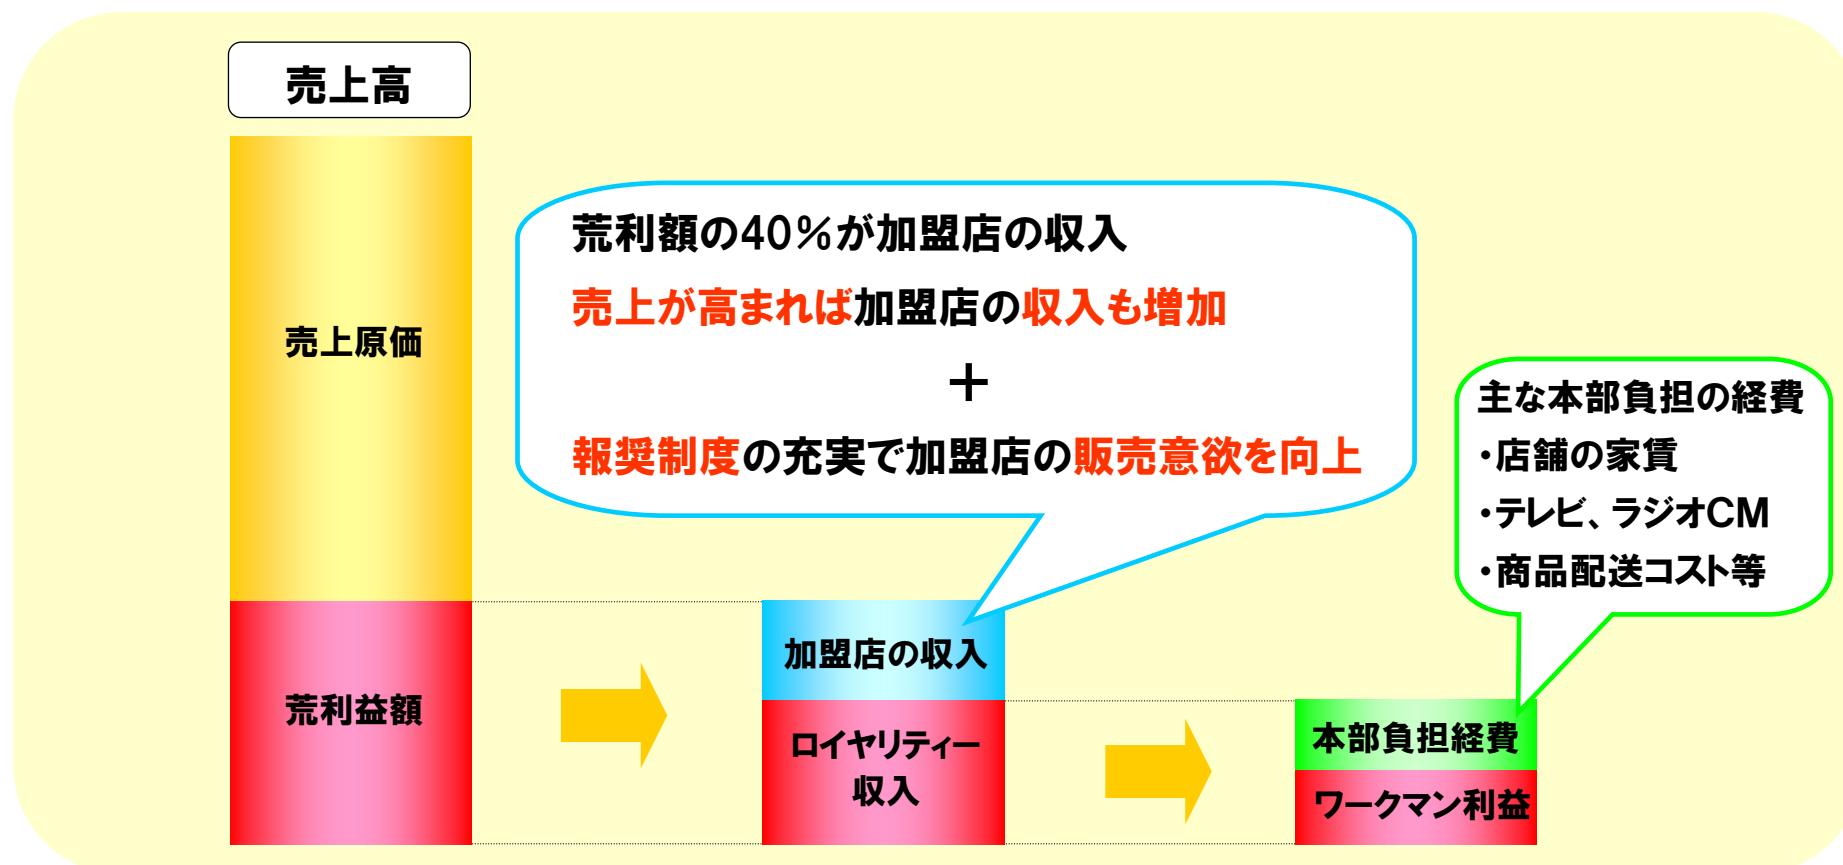 売上高
売上原価
荒利益額
荒利額の40%が加盟店の収入
売上が高まれば加盟店の収入も増加
+
報奨制度の充実で加盟店の販売意欲を向上
加盟店の収入
ロイヤリティー
収入
主な本部負担の経費
・店舗の家賃
・テレビ、ラジオCM
・商品配送コスト等
本部負担経費
ワークマン利益